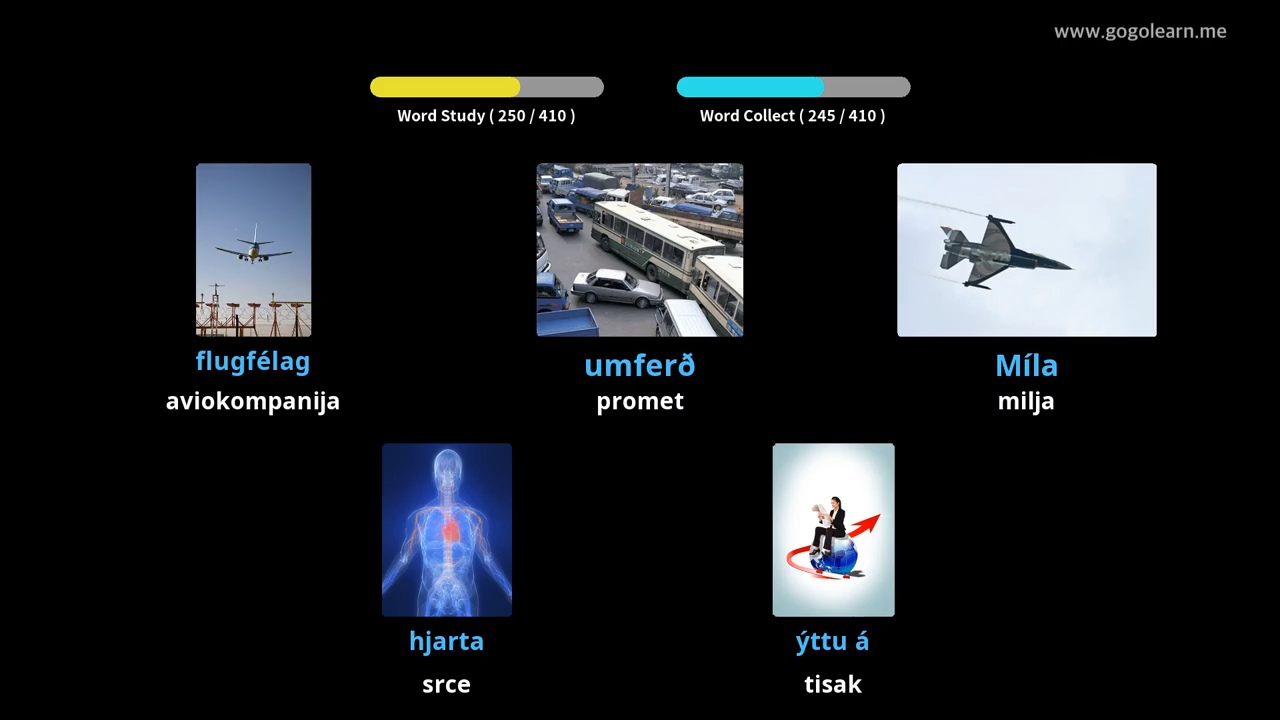 www.gogolearn.me
Word Study ( 250 / 410 )
Word Collect ( 245 / 410 )
flugfélag
aviokompanija
umferð
promet
Míla
milja
hjarta
srce
ýttu á
tisak